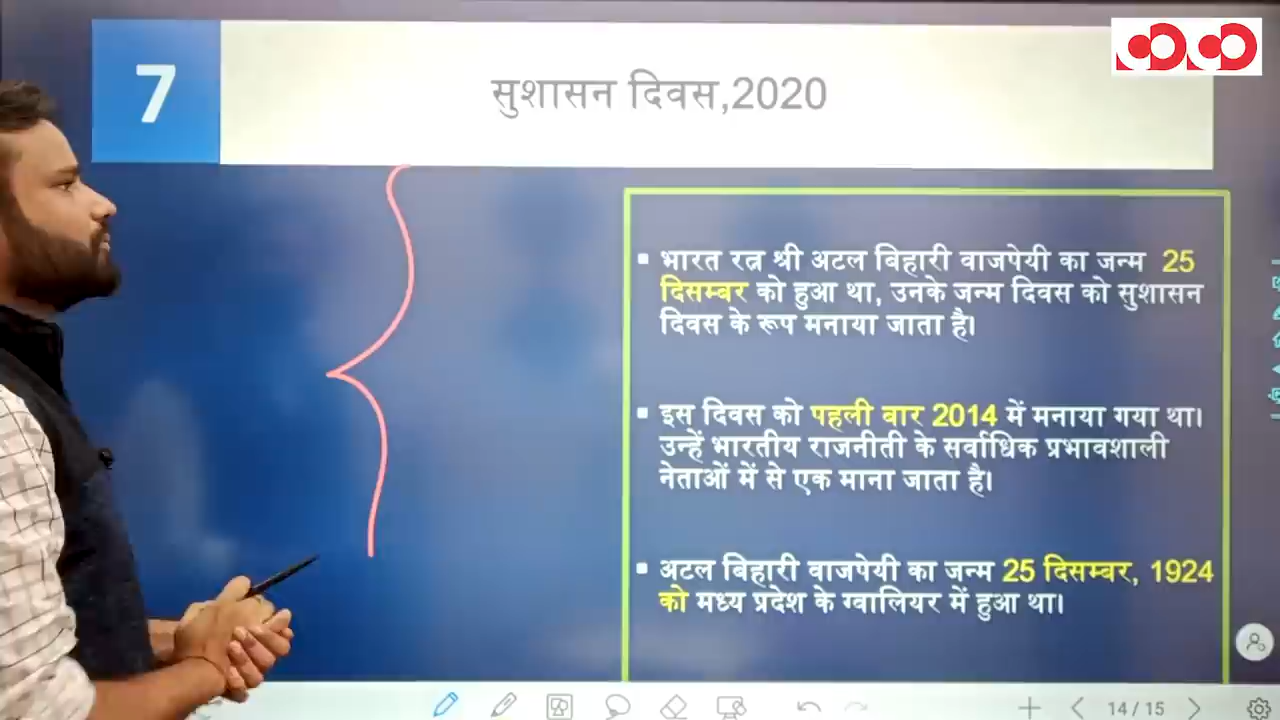 7
सुशासन दिवस,2020
▪ भारत रत्न श्री अटल बिहारी वाजपेयी का जन्म 25
दिसम्बर को हुआ था, उनके जन्म दिवस को सुशासन
दिवस के रूप मनाया जाता है।
▪ इस दिवस को पहली बार 2014 में मनाया गया था।
उन्हें भारतीय राजनीती के सर्वाधिक प्रभावशाली
नेताओं में से एक माना जाता है।
▪ अटल बिहारी वाजपेयी का जन्म 25 दिसम्बर, 1924
को मध्य प्रदेश के ग्वालियर में हुआ था।
14 / 15